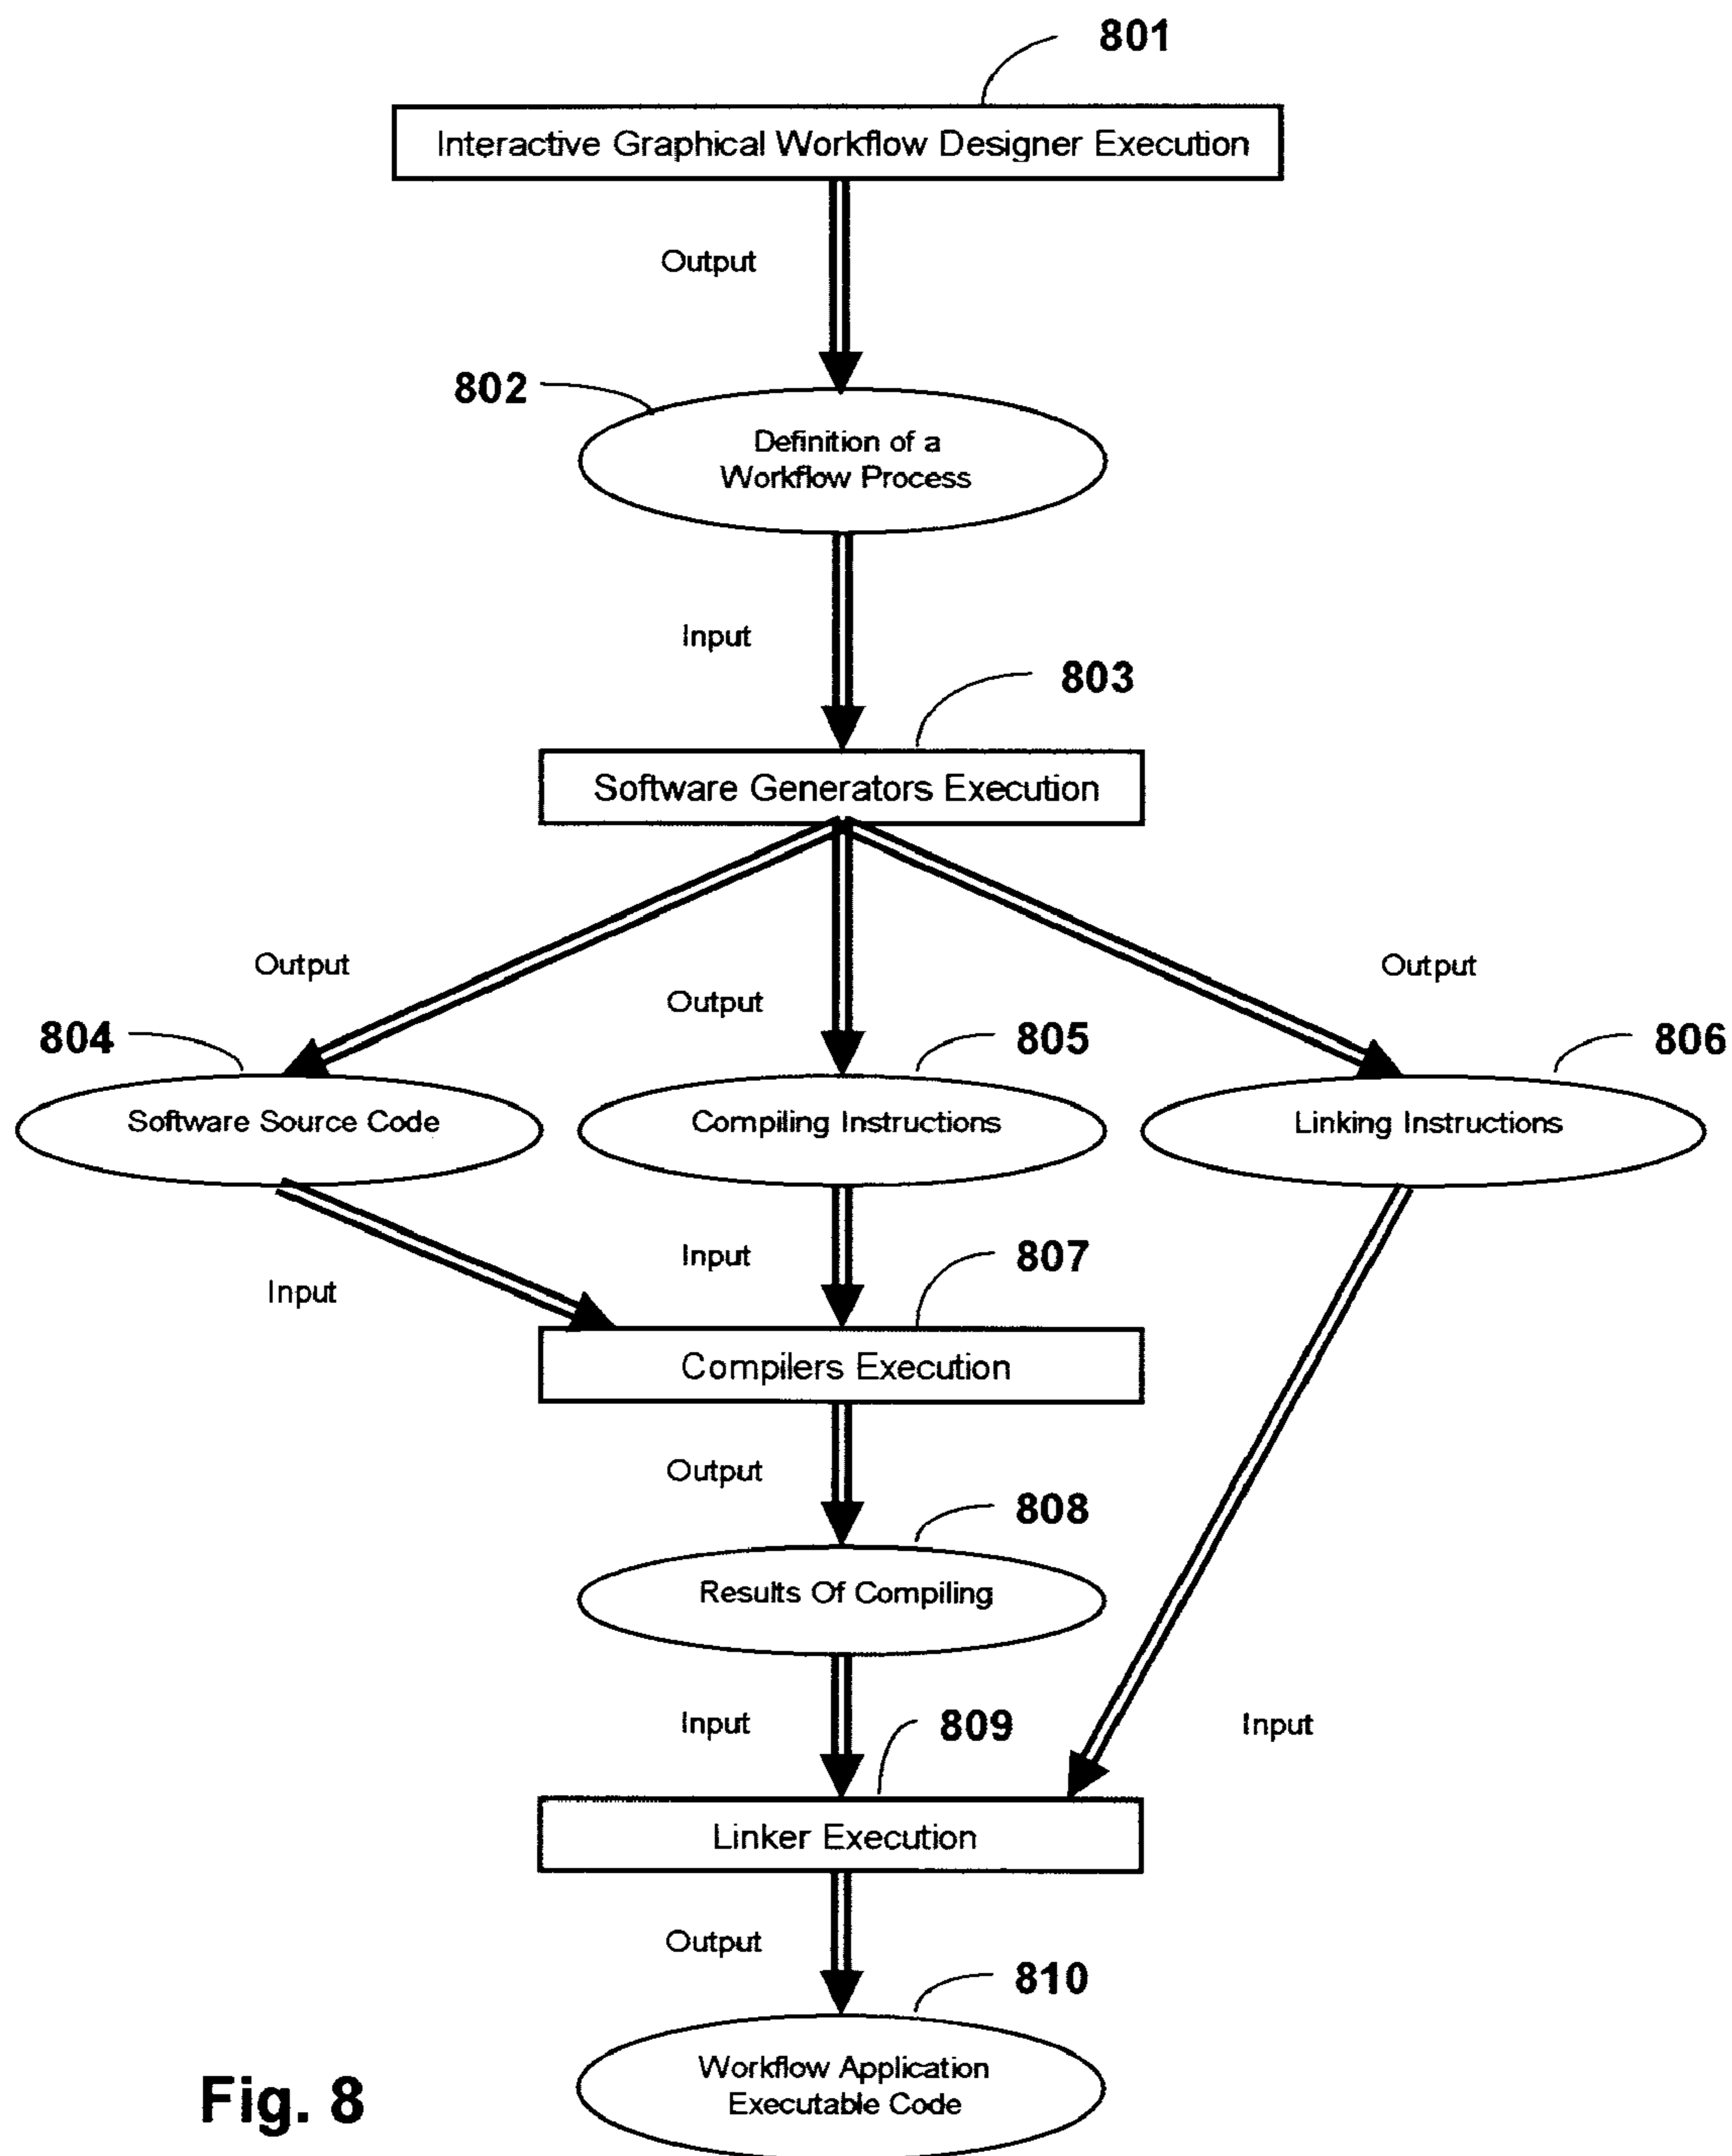 801
Interactive Graphical Workflow Designer Execution
Output
802
Definition of a
Workflow Process
Input
803
Software Generators Execution
Output
Output
Output
804
805
806
Software Source Code
Compiling Instructions
Linking Instructions
Input
Input
807
Compilers Execution
Output
808
Results Of Compiling
Input
809
Input
Linker Execution
Output
810
Workflow Application
Executable Code
Fig. 8